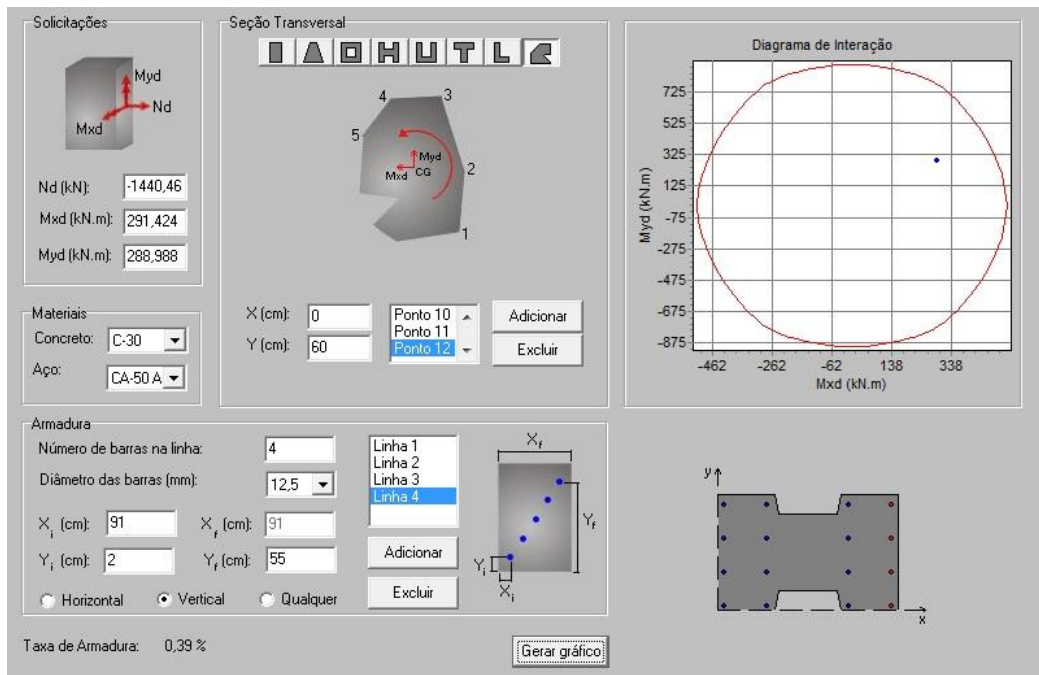 Solicitações
Myd
Nd
Mxd
Nd (kN): -1440,46
Mxd (kN.m): 291,424
Myd (kN.m): 288,988
Materiais
Concreto: C-30
Aço: CA-50 A
Seção Transversal
4 3
5
Myd
Mxd CG
2
1
X (cm): 0
Y (cm): 60
Ponto 10
Ponto 11
Ponto 12
Adicionar
Excluir
Diagrama de Interação
Myd (kN.m)
725
525
325
125
-75
-275
-475
-675
-875
-462 -262 -62 138 338
Mxd (kN.m)
Armadura
Número de barras na linha: 4
Diâmetro das barras (mm): 12,5
Xi (cm): 91 Xf (cm): 91
Yi (cm): 2 Yf (cm): 55
Horizontal Vertical Qualquer
Linha 1
Linha 2
Linha 3
Linha 4
Adicionar
Excluir
Xf
Yf
Yi
Xi
Taxa de Armadura: 0,39 %
Gerar gráfico
y
x